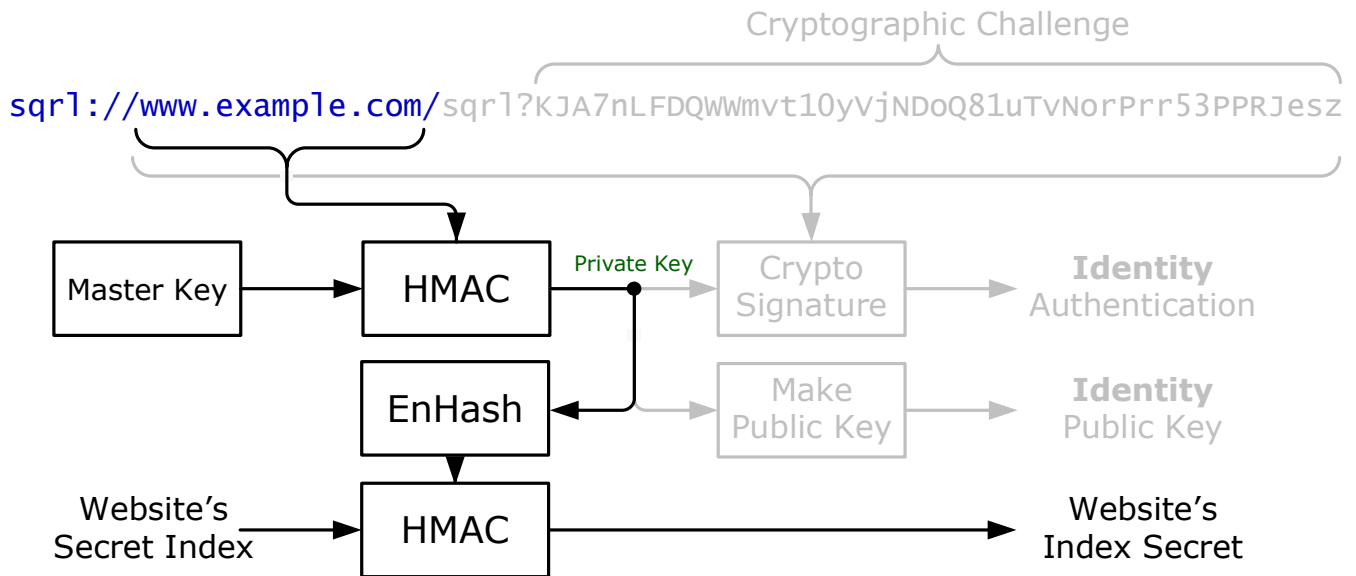 Cryptographic Challenge
sqrl://www.example.com/sqrl?KJA7nLFDQWWmvt10yVjNDoQ81uTvNorPrr53PPRJesz
Master Key
HMAC
Private Key
Crypto
Signature
Identity
Authentication
EnHash
Make
Public Key
Identity
Public Key
Website's
Secret Index
HMAC
Website's
Index Secret